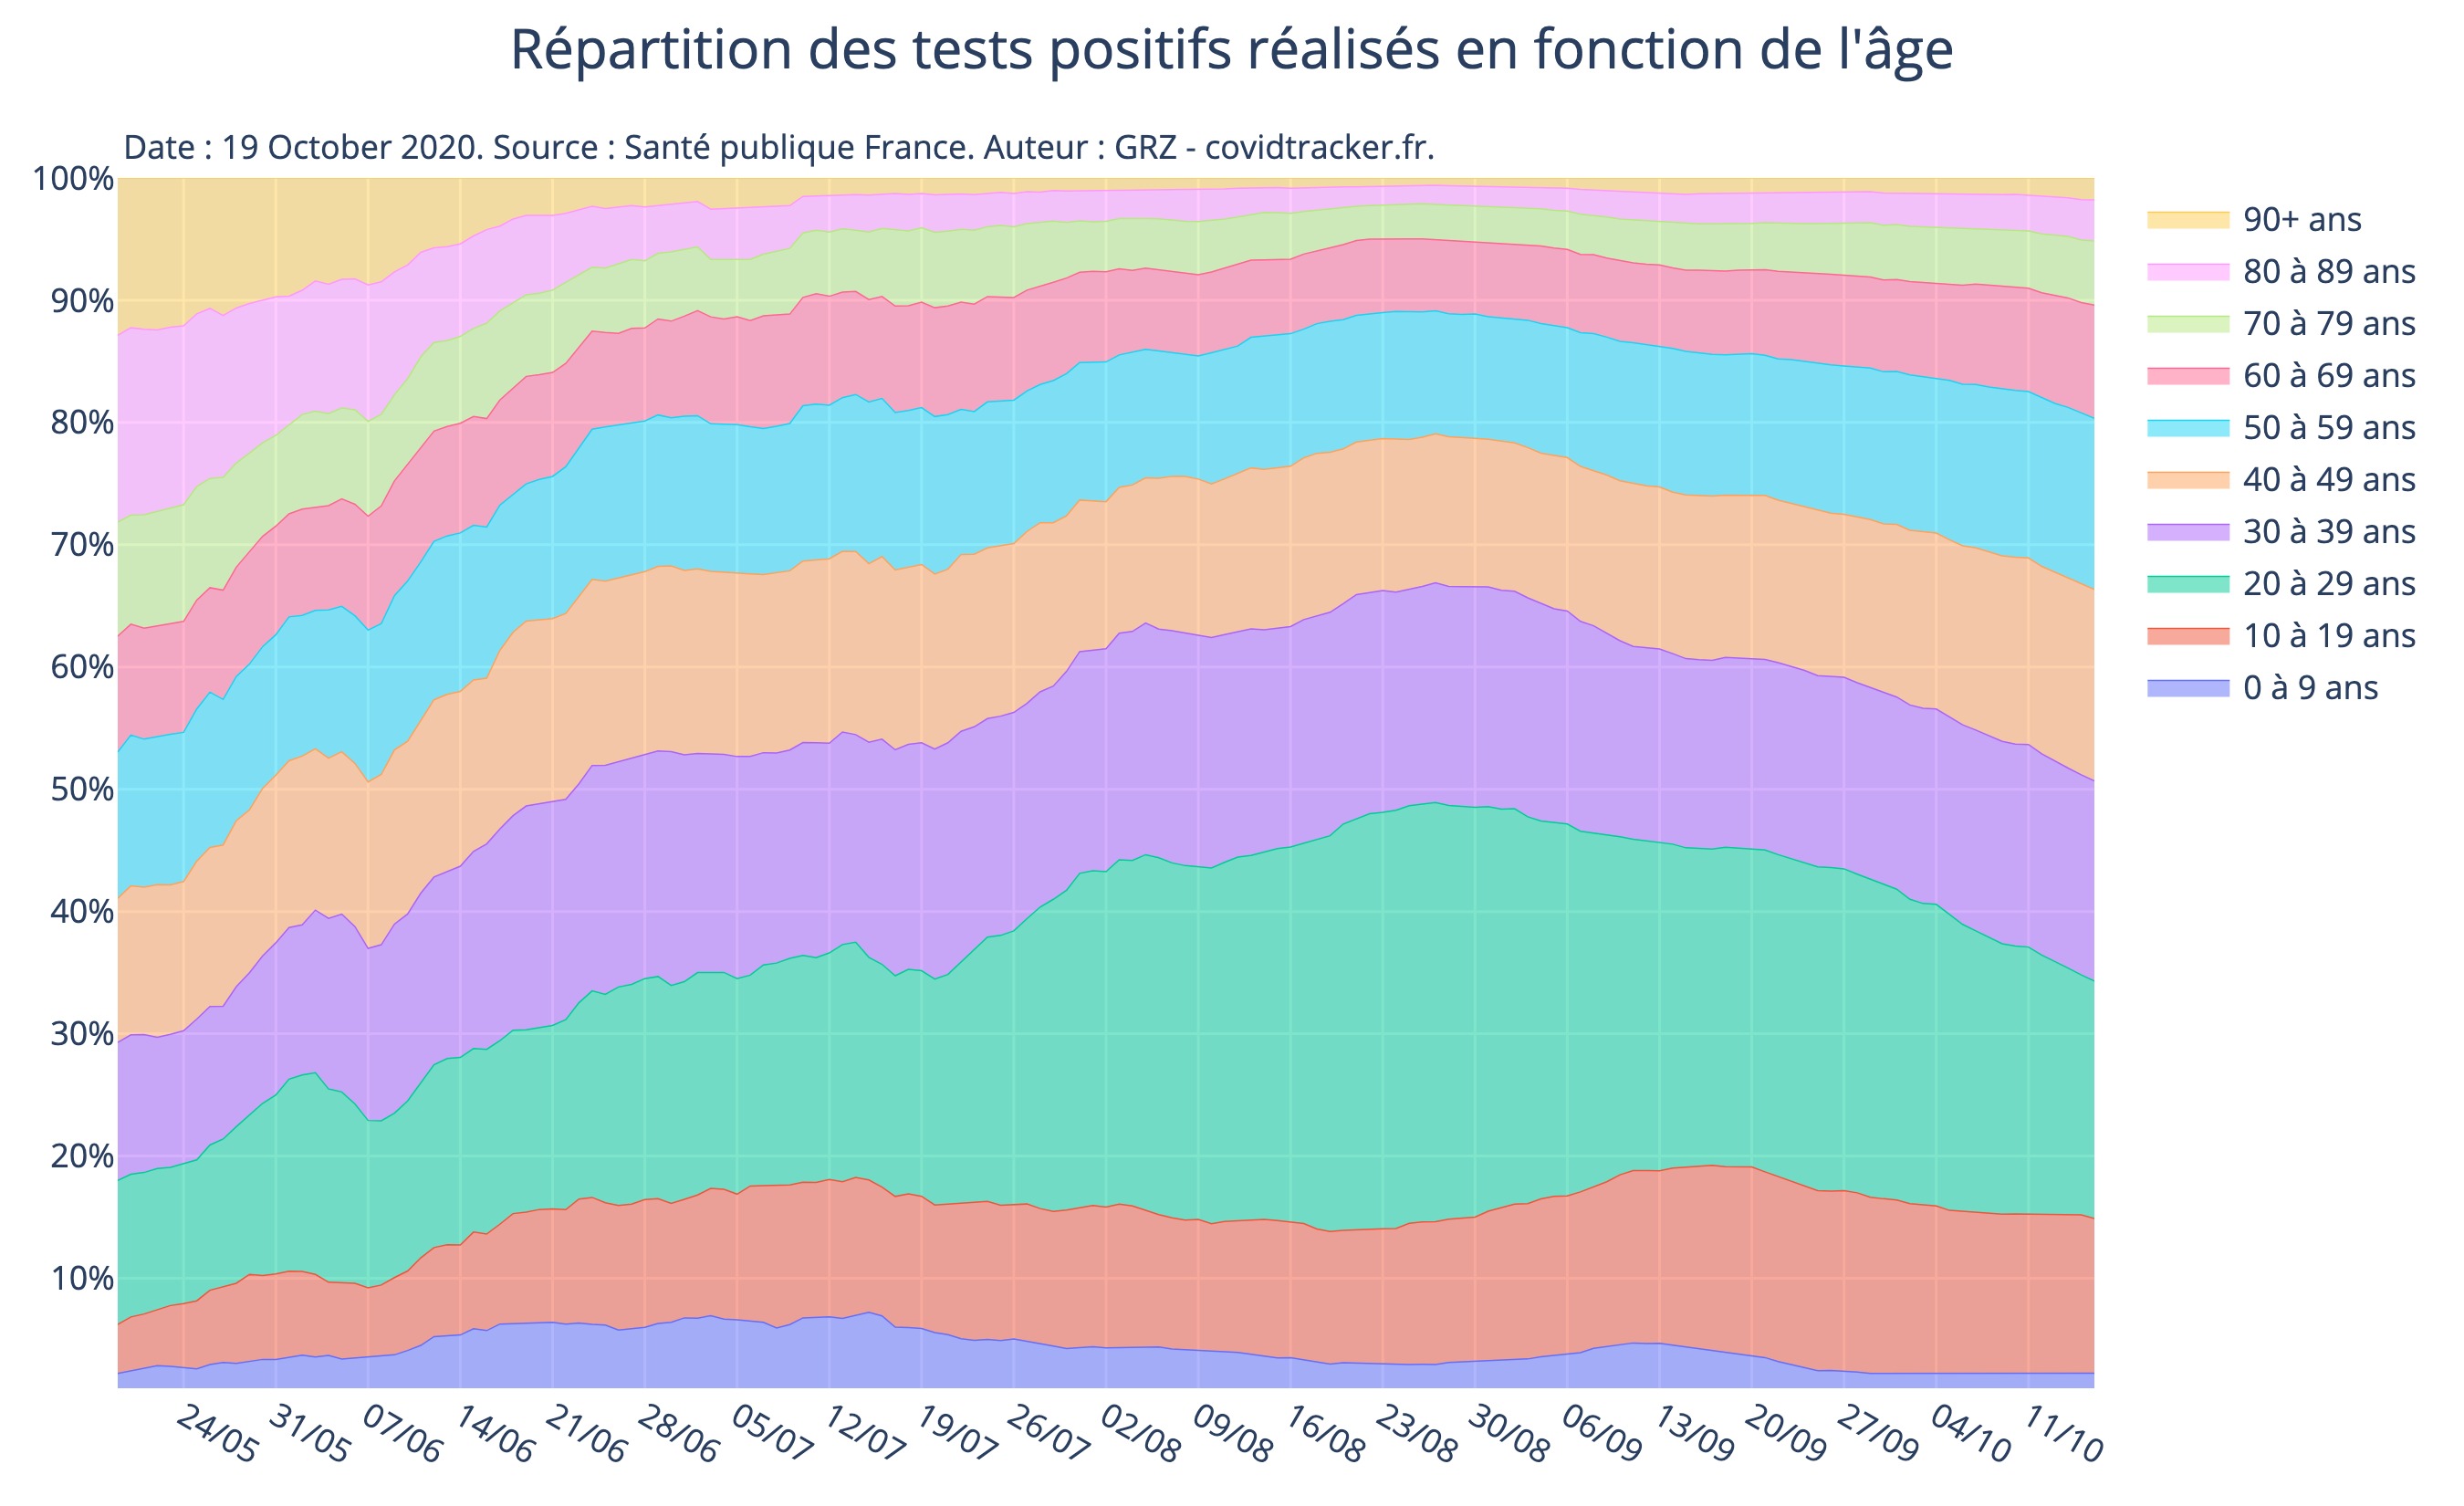 Répartition des tests positifs réalisés en fonction de l'âge
Date : 19 October 2020. Source : Santé publique France. Auteur : GRZ - covidtracker.fr.
100%
90%
80%
70%
60%
50%
40%
30%
20%
10%
24/05
31/05
07/06
14/06
21/06
28/06
05/07
12/07
19/07
26/07
02/08
09/08
16/08
23/08
30/08
06/09
13/09
20/09
27/09
04/10
11/10
90+ ans
80 à 89 ans
70 à 79 ans
60 à 69 ans
50 à 59 ans
40 à 49 ans
30 à 39 ans
20 à 29 ans
10 à 19 ans
0 à 9 ans